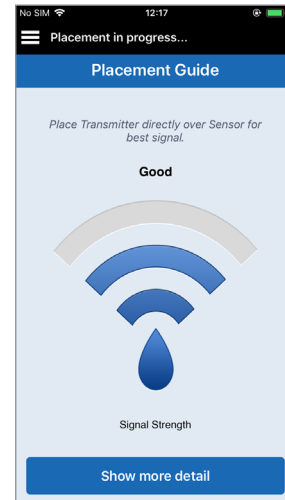 No SIM 12:17
Placement in progress...
Placement Guide
Place Transmitter directly over Sensor for
best signal.
Good
Signal Strength
Show more detail